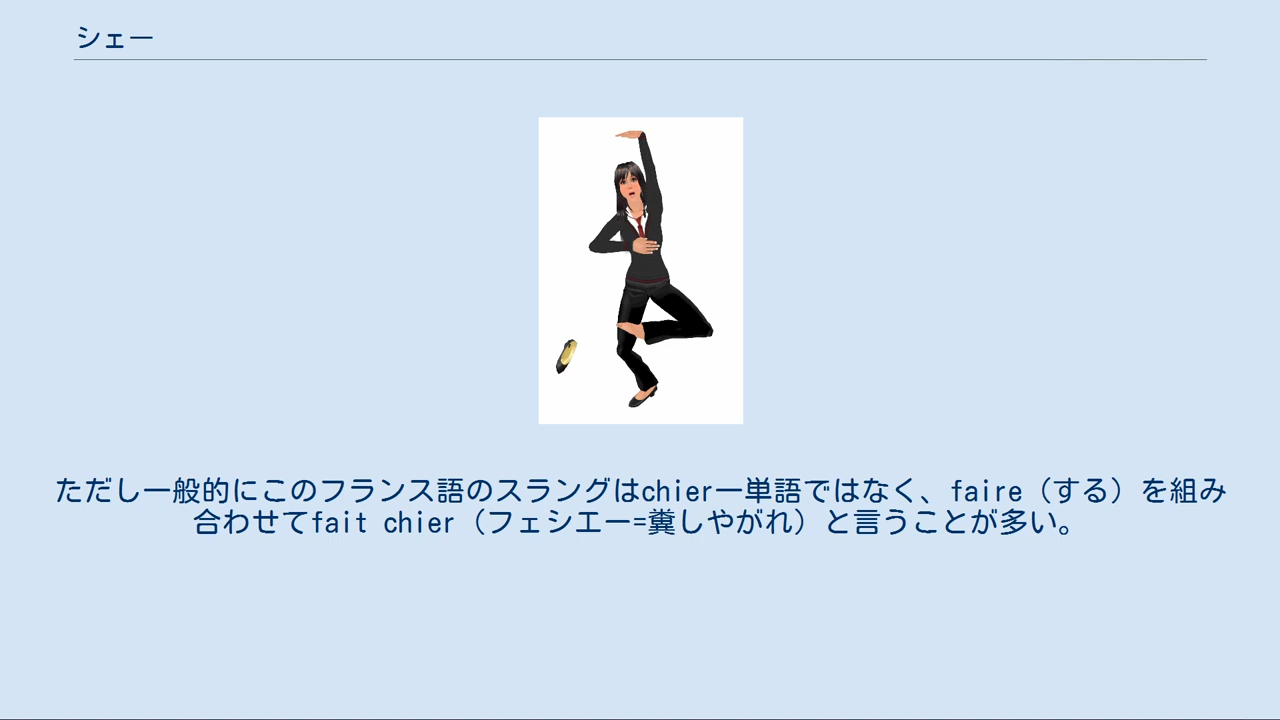 シェー
ただし一般的にこのフランス語のスラングはchier一単語ではなく、faire（する）を組み
合わせてfait chier（フェシエー=糞しやがれ）と言うことが多い。